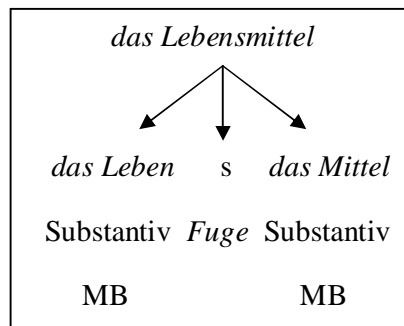 das Lebensmittel
das Leben s das Mittel
Substantiv Fuge Substantiv
MB MB